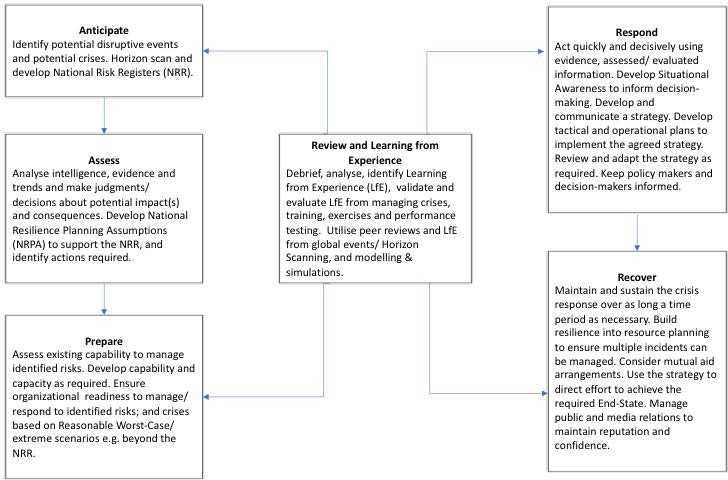 Anticipate
Identify potential disruptive events
and potential crises. Horizon scan and
develop National Risk Registers (NRR).
Assess
Analyse intelligence, evidence and
trends and make judgments/
decisions about potential impact(s)
and consequences. Develop National
Resilience Planning Assumptions
(NRPA) to support the NRR, and
identify actions required.
Prepare
Assess existing capability to manage
identified risks. Develop capability and
capacity as required. Ensure
organizational readiness to manage/
respond to identified risks; and crises
based on Reasonable Worst-Case/
extreme scenarios e.g. beyond the
NRR.
Review and Learning from
Experience
Debrief, analyse, identify Learning
from Experience (LfE), validate and
evaluate LfE from managing crises,
training, exercises and performance
testing. Utilise peer reviews and LfE
from global events/ Horizon
Scanning, and modelling &
simulations.
Respond
Act quickly and decisively using
evidence, assessed/ evaluated
information. Develop Situational
Awareness to inform decision-
making. Develop and
communicate a strategy. Develop
tactical and operational plans to
implement the agreed strategy.
Review and adapt the strategy as
required. Keep policy makers and
decision-makers informed.
Recover
Maintain and sustain the crisis
response over as long a time
period as necessary. Build
resilience into resource planning
to ensure multiple incidents can
be managed. Consider mutual aid
arrangements. Use the strategy to
direct effort to achieve the
required End-State. Manage
public and media relations to
maintain reputation and
confidence.